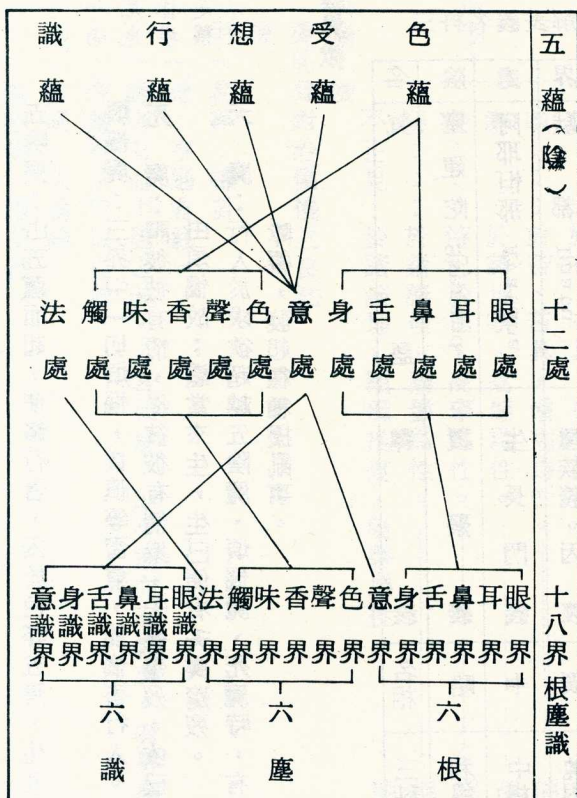 五蘊(陰)
色蘊
受蘊
想蘊
行蘊
識蘊
十二處
眼處
耳處
鼻處
舌處
身處
意處
色處
聲處
香處
味處
觸處
法處
十八界 根塵識
眼界
耳界
鼻界
舌界
身界
意界
色界
聲界
香界
味界
觸界
法界
眼識界
耳識界
鼻識界
舌識界
身識界
意識界
六根
六塵
六識